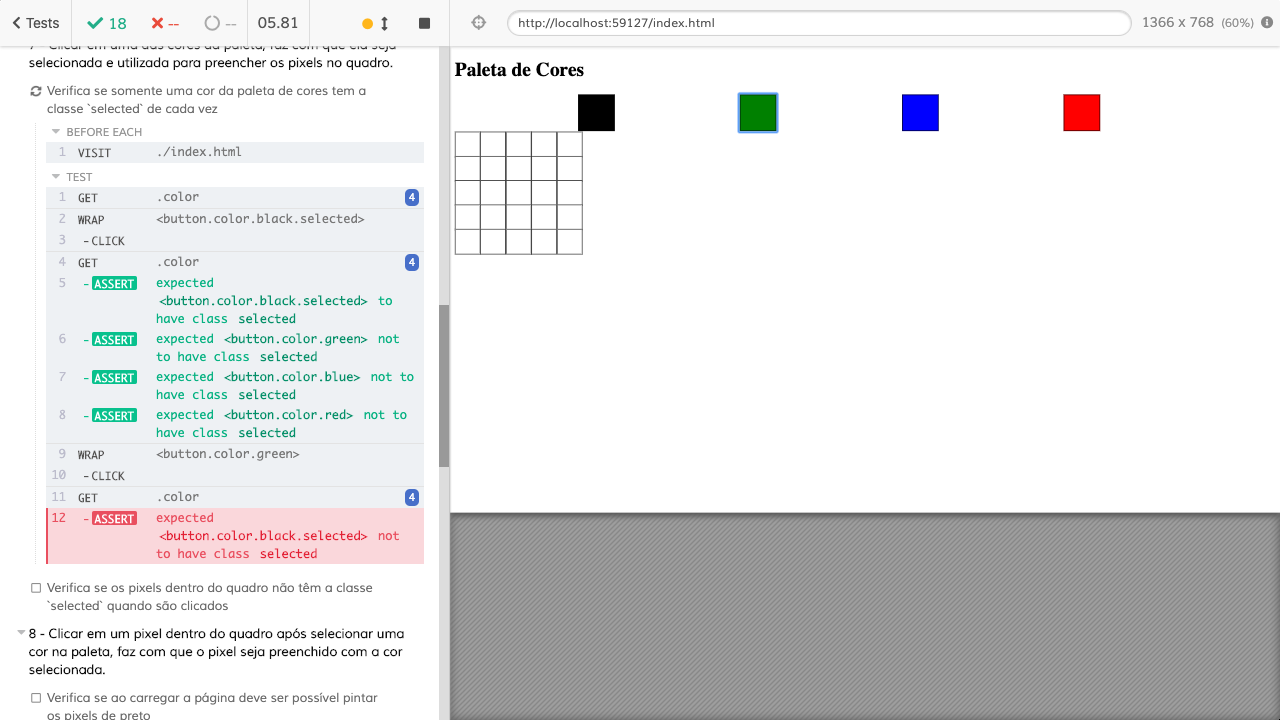 Tests
18
--
--
05.81
http://localhost:59127/index.html
1366 x 768 (60%)
7 - Clicar em uma das cores da paleta, faz com que ela seja
selecionada e utilizada para preencher os pixels no quadro.
Verifica se somente uma cor da paleta de cores tem a
classe `selected` de cada vez
BEFORE EACH
1 VISIT ./index.html
TEST
1 GET .color 4
2 WRAP <button.color.black.selected>
3 -CLICK
4 GET .color 4
5 -ASSERT expected
<button.color.black.selected> to
have class selected
6 -ASSERT expected <button.color.green> not
to have class selected
7 -ASSERT expected <button.color.blue> not to
have class selected
8 -ASSERT expected <button.color.red> not to
have class selected
9 WRAP <button.color.green>
10 -CLICK
11 GET .color 4
12 -ASSERT expected
<button.color.black.selected> not
to have class selected
Verifica se os pixels dentro do quadro não têm a classe
`selected` quando são clicados
8 - Clicar em um pixel dentro do quadro após selecionar uma
cor na paleta, faz com que o pixel seja preenchido com a cor
selecionada.
Verifica se ao carregar a página deve ser possível pintar
os pixels de preto
Paleta de Cores